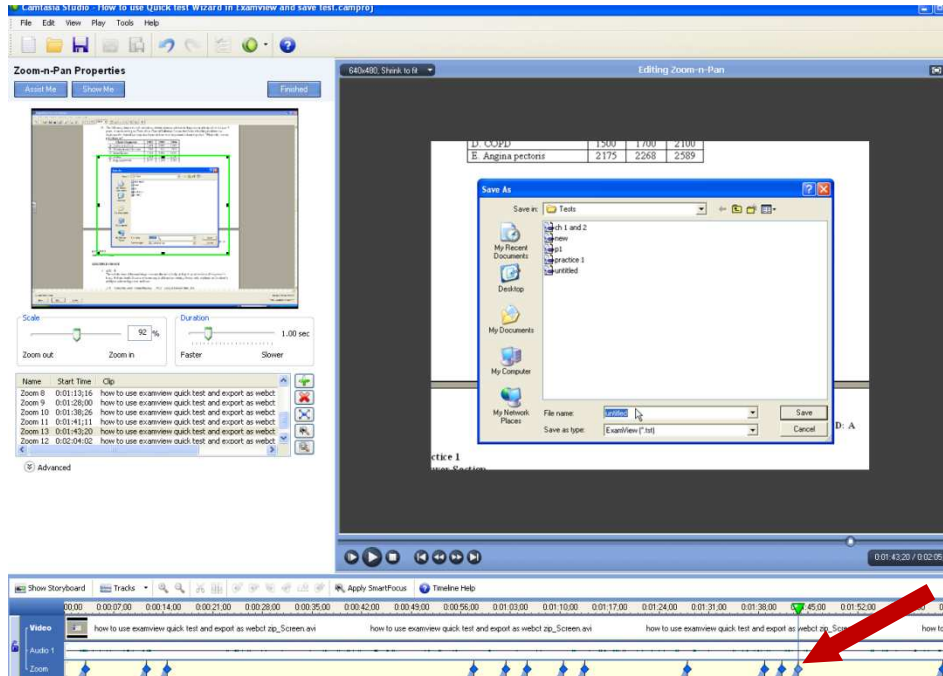 Camtasia Studio - How to use Quick test Wizard in Examview and save test.camproj
File Edit View Play Tools Help
Zoom-n-Pan Properties
Assist Me Show Me Finished
640x480, Shrink to fit Editing Zoom-n-Pan
D. COPD 1500 1700 2100
E. Angina pectoris 2175 2268 2589
Save As
Save in: Tests
ch 1 and 2
new
p1
practice 1
untitled
My Recent Documents
Desktop
My Documents
My Computer
My Network Places
File name: untitled Save
Save as type: ExamView (*.tst) Cancel
D: A
ctice 1
wer Section
Scale
92 %
Zoom out Zoom in
Duration
1.00 sec
Faster Slower
Name Start Time Clip
Zoom 8 0:01:13;16 how to use examview quick test and export as webct
Zoom 9 0:01:28;00 how to use examview quick test and export as webct
Zoom 10 0:01:38;26 how to use examview quick test and export as webct
Zoom 11 0:01:41;11 how to use examview quick test and export as webct
Zoom 13 0:01:43;20 how to use examview quick test and export as webct
Zoom 12 0:02:04:02 how to use examview quick test and export as webct
Advanced
0:01:43;20 / 0:02:05
Show Storyboard Tracks Apply SmartFocus Timeline Help
00;00 0:00:07;00 0:00:14;00 0:00:21;00 0:00:28;00 0:00:35;00 0:00:42;00 0:00:49;00 0:00:56;00 0:01:03;00 0:01:10;00 0:01:17;00 0:01:24;00 0:01:31;00 0:01:38;00 45;00 0:01:52;00
Video how to use examview quick test and export as webct zip_Screen.avi how to use examview quick test and export as webct zip_Screen.avi how to use examview quick test and export as webct zip_Scre how to
Audio 1
Zoom